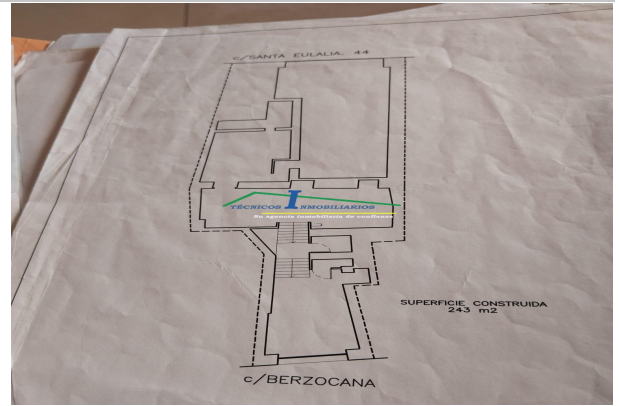 c/SANTA EULALIA. 44
TÉCNICOS INMOBILIARIOS
Su agencia inmobiliaria de confianza
SUPERFICIE CONSTRUIDA
243 m2
c/BERZOCANA